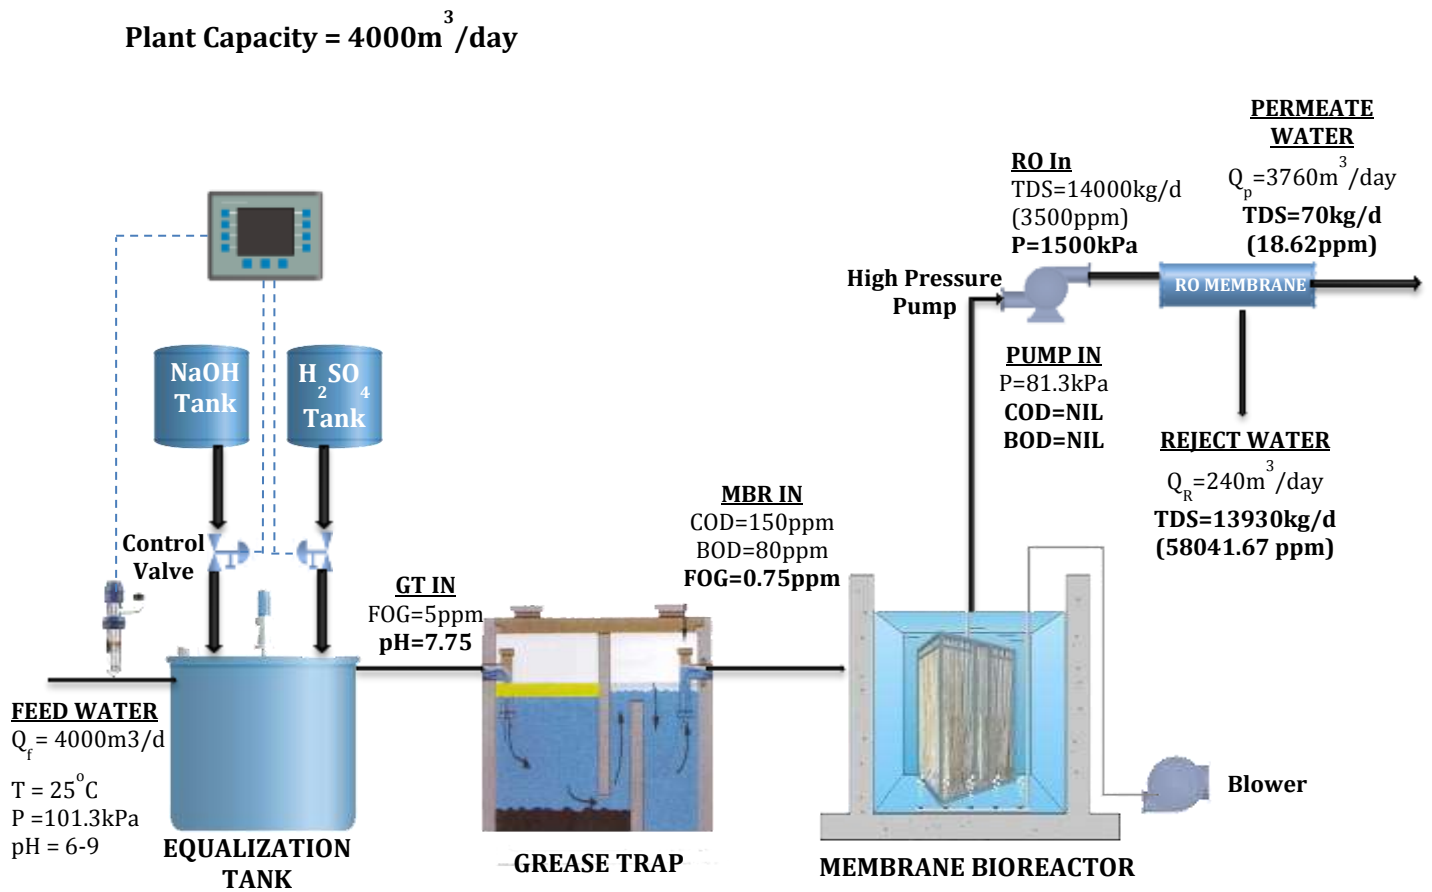 Plant Capacity = 4000m³/day
PERMEATE
WATER
Qₚ=3760m³/day
TDS=70kg/d
(18.62ppm)
RO In
TDS=14000kg/d
(3500ppm)
P=1500kPa
High Pressure
Pump
RO MEMBRANE
NaOH
Tank
H₂SO₄
Tank
PUMP IN
P=81.3kPa
COD=NIL
BOD=NIL
REJECT WATER
Q_R=240m³/day
TDS=13930kg/d
(58041.67 ppm)
Control
Valve
MBR IN
COD=150ppm
BOD=80ppm
FOG=0.75ppm
GT IN
FOG=5ppm
pH=7.75
FEED WATER
Q_f= 4000m3/d
T = 25°C
P =101.3kPa
pH = 6-9
EQUALIZATION
TANK
GREASE TRAP
MEMBRANE BIOREACTOR
Blower